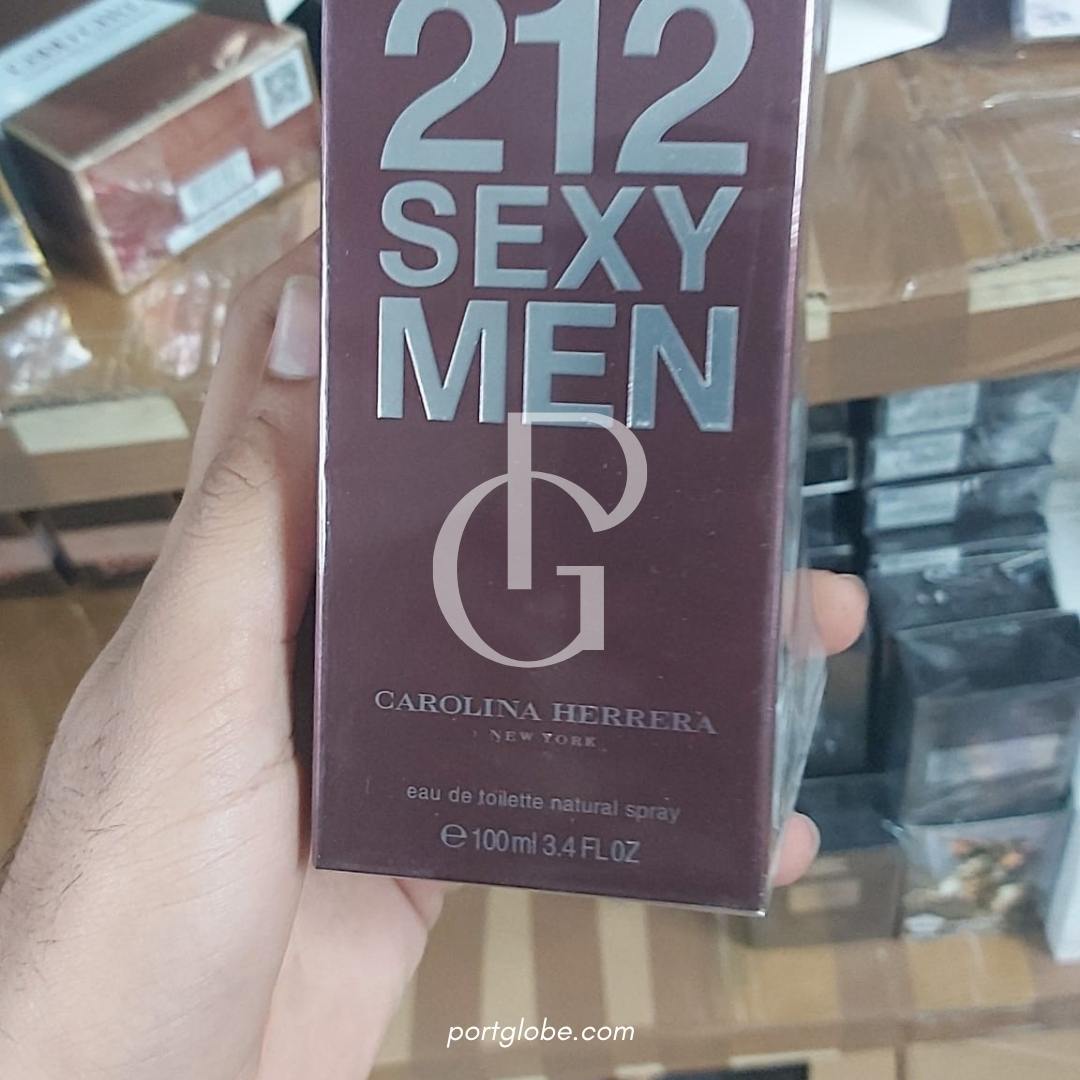 212
SEXY
MEN
PG
CAROLINA HERRERA
NEW YORK
eau de toilette natural spray
℮ 100 ml 3.4 FL OZ
portglobe.com